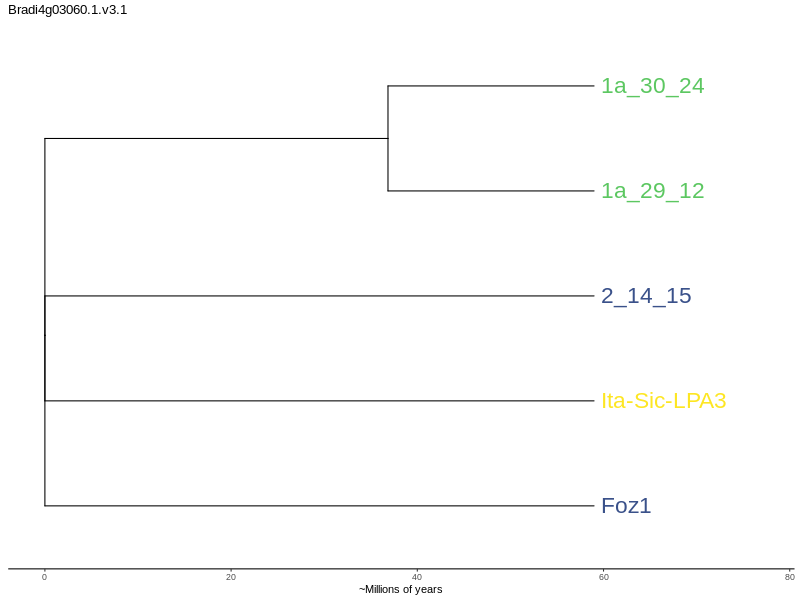 Bradi4g03060.1.v3.1
1a_30_24
1a_29_12
2_14_15
Ita-Sic-LPA3
Foz1
0 20 40 60 80
~Millions of years